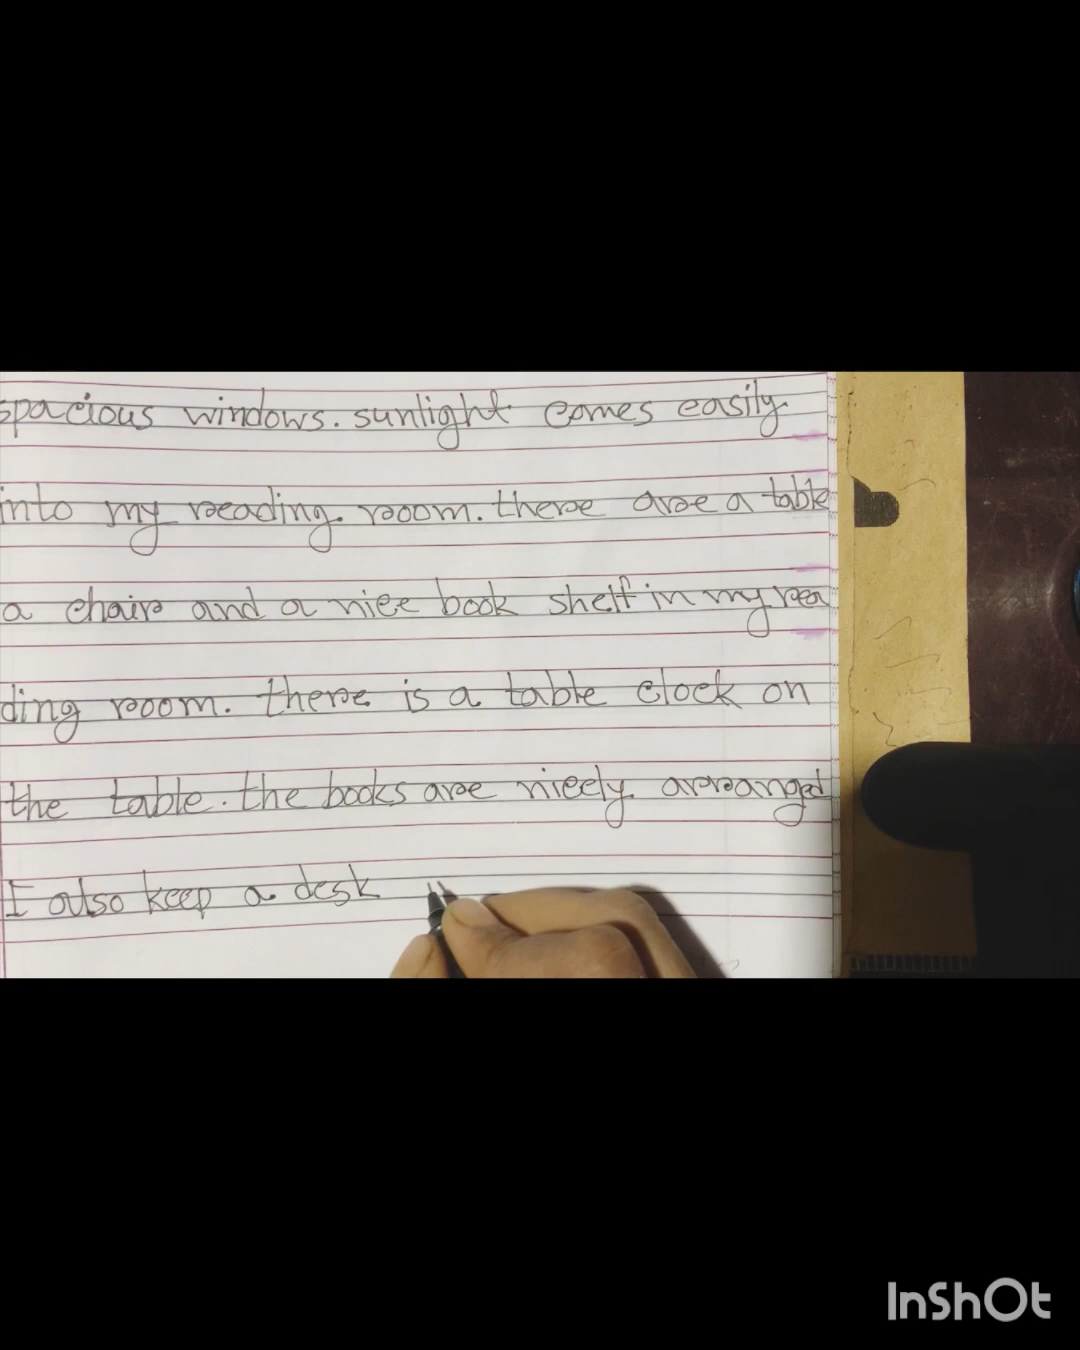 spacious windows. sunlight comes easily
into my reading room. there are a table
a chair and a nice book shelf in my rea
ding room. there is a table clock on
the table. the books are nicely arranged
I also keep a desk
InShOt